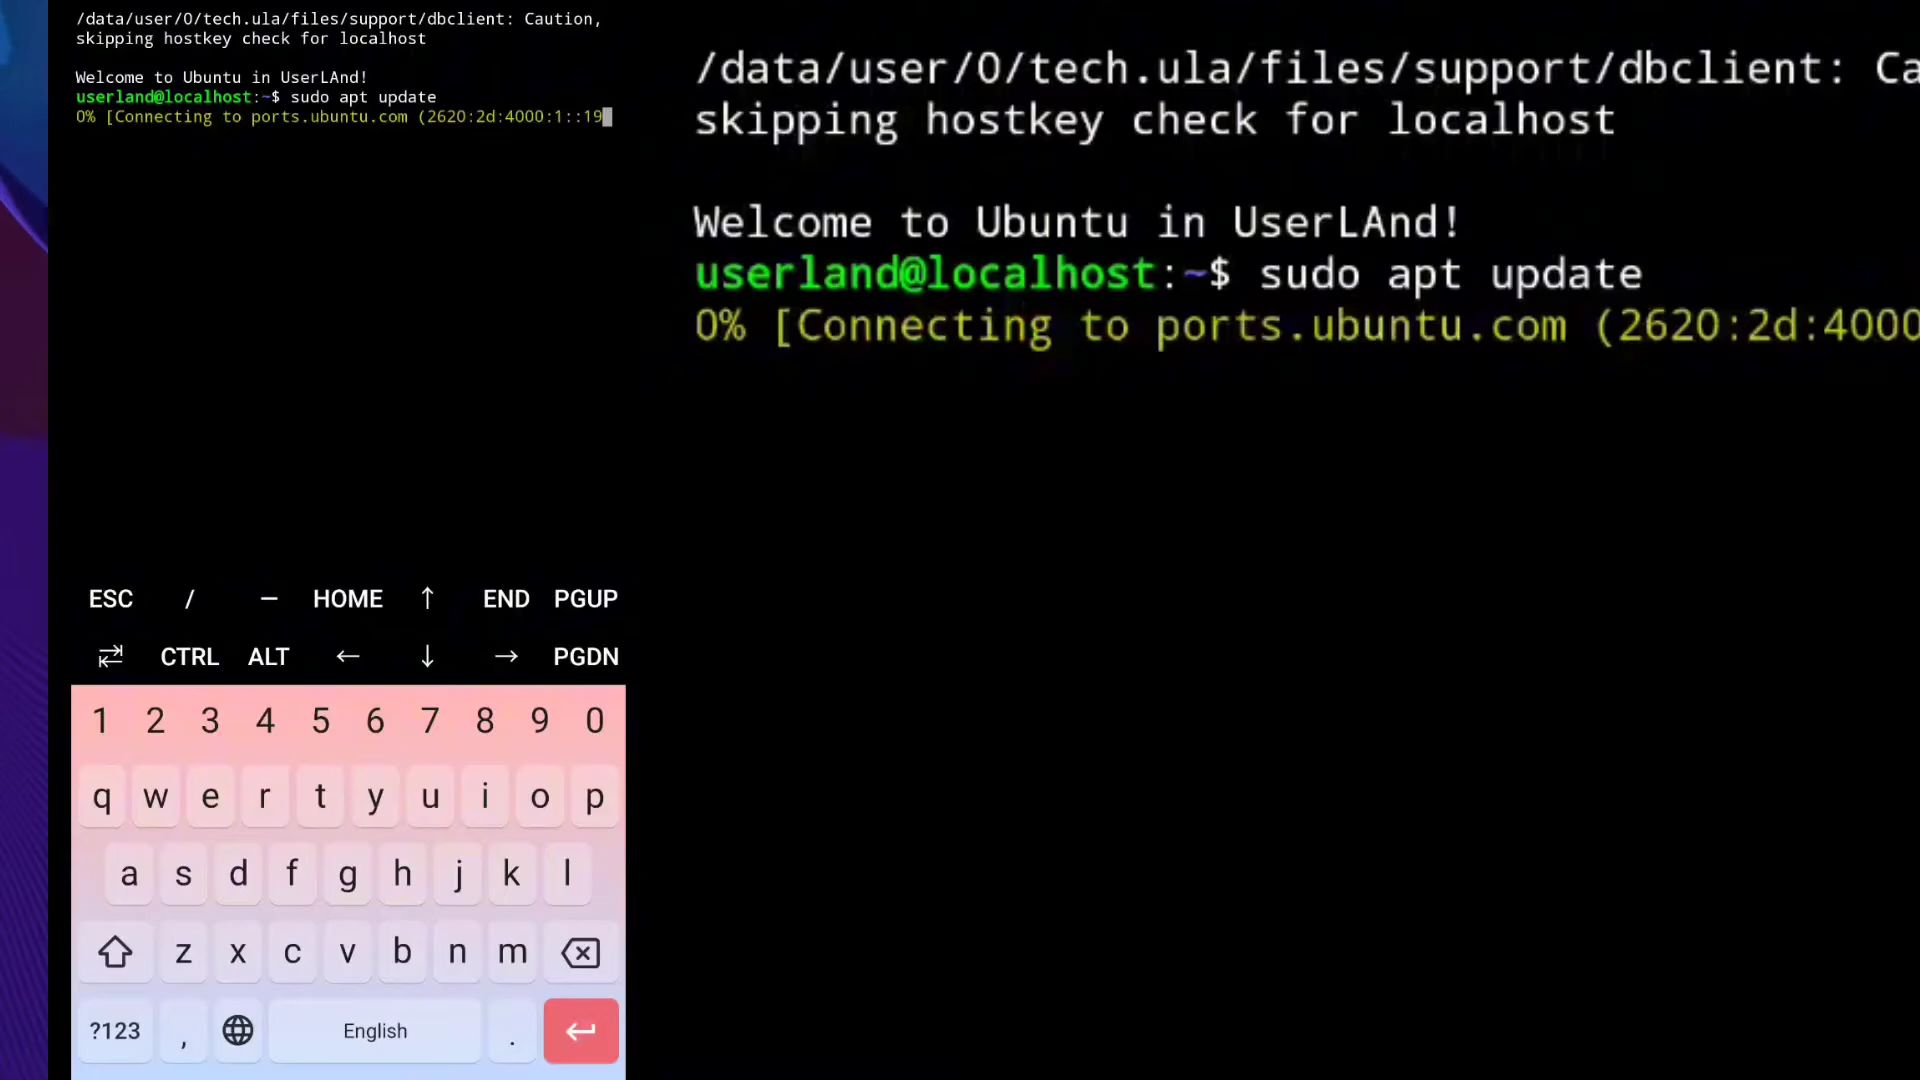 /data/user/0/tech.ula/files/support/dbclient: Caution,
skipping hostkey check for localhost
Welcome to Ubuntu in UserLAnd!
userland@localhost:~$ sudo apt update
0% [Connecting to ports.ubuntu.com (2620:2d:4000:1::19
/data/user/0/tech.ula/files/support/dbclient: Ca
skipping hostkey check for localhost
Welcome to Ubuntu in UserLAnd!
userland@localhost:~$ sudo apt update
0% [Connecting to ports.ubuntu.com (2620:2d:4000
ESC / — HOME ↑ END PGUP
⇄ CTRL ALT ← ↓ → PGDN
1 2 3 4 5 6 7 8 9 0
q w e r t y u i o p
a s d f g h j k l
z x c v b n m
?123 , English .